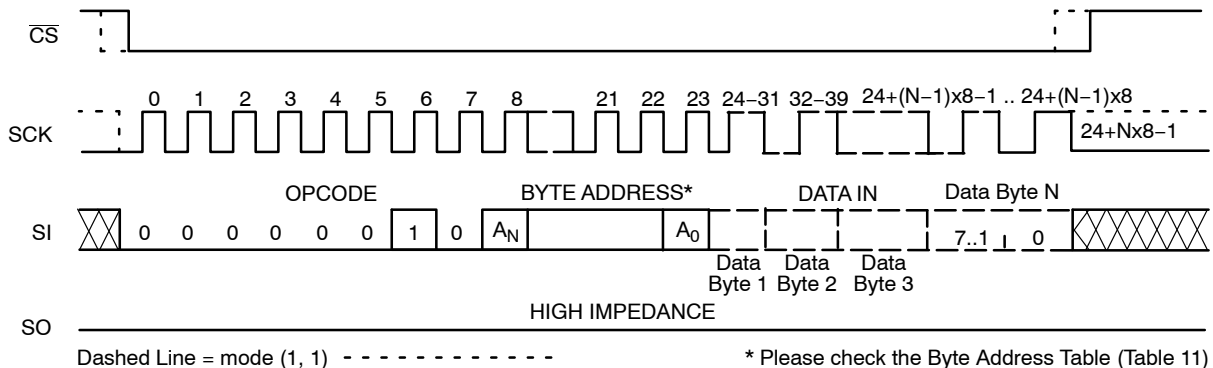 CS
0 1 2 3 4 5 6 7 8 21 22 23 24–31 32–39 24+(N–1)x8–1 .. 24+(N–1)x8
SCK
24+Nx8–1
OPCODE BYTE ADDRESS* DATA IN Data Byte N
SI 0 0 0 0 0 0 1 0 AN A0 7..1 0
Data Byte 1 Data Byte 2 Data Byte 3
HIGH IMPEDANCE
SO
Dashed Line = mode (1, 1) * Please check the Byte Address Table (Table 11)